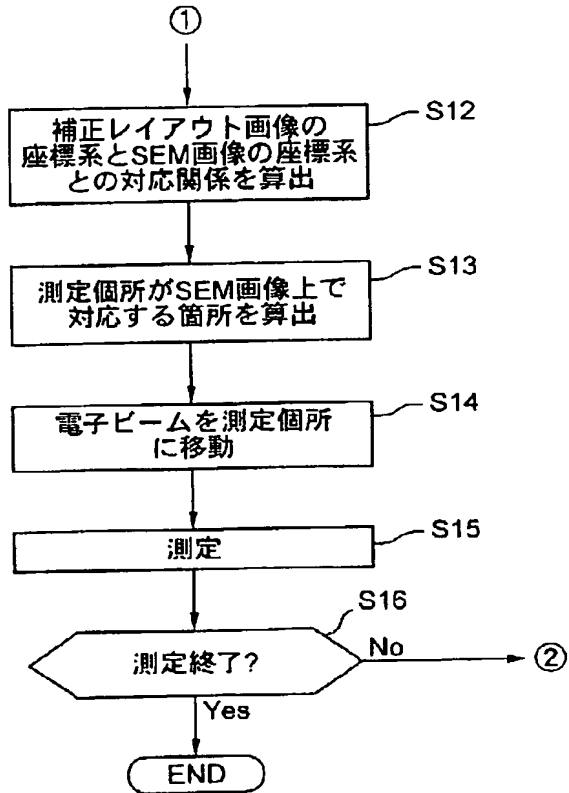 ①
S12
補正レイアウト画像の
座標系とSEM画像の座標系
との対応関係を算出
S13
測定個所がSEM画像上で
対応する箇所を算出
S14
電子ビームを測定個所
に移動
S15
測定
S16
測定終了?
No
②
Yes
END